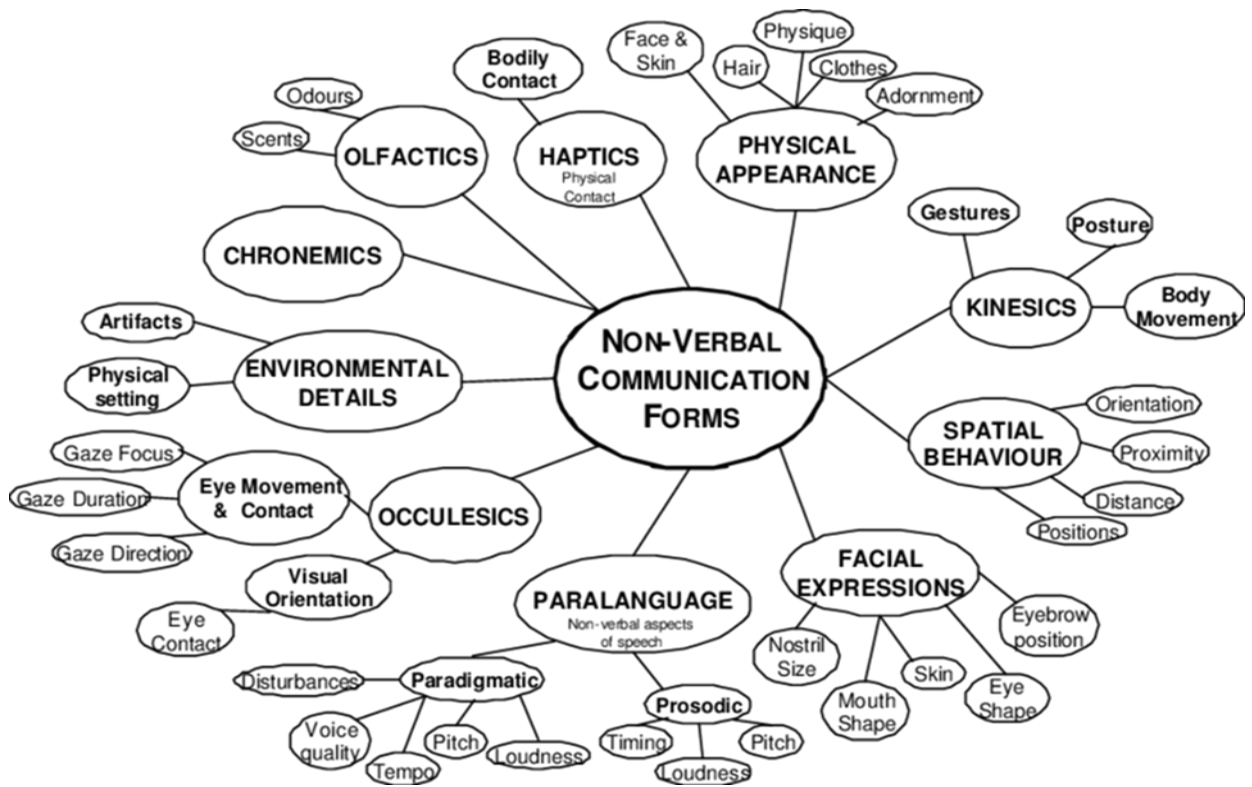 NON-VERBAL
COMMUNICATION
FORMS
OLFACTICS
Odours
Scents
HAPTICS
Physical
Contact
Bodily
Contact
PHYSICAL
APPEARANCE
Face &
Skin
Hair
Physique
Clothes
Adornment
KINESICS
Gestures
Posture
Body
Movement
SPATIAL
BEHAVIOUR
Orientation
Proximity
Distance
Positions
FACIAL
EXPRESSIONS
Eyebrow
position
Eye
Shape
Skin
Mouth
Shape
Nostril
Size
PARALANGUAGE
Non-verbal aspects
of speech
Prosodic
Timing
Loudness
Pitch
Paradigmatic
Disturbances
Voice
quality
Tempo
Pitch
Loudness
OCCULESICS
Eye Movement
& Contact
Gaze Focus
Gaze Duration
Gaze Direction
Visual
Orientation
Eye
Contact
ENVIRONMENTAL
DETAILS
Artifacts
Physical
setting
CHRONEMICS